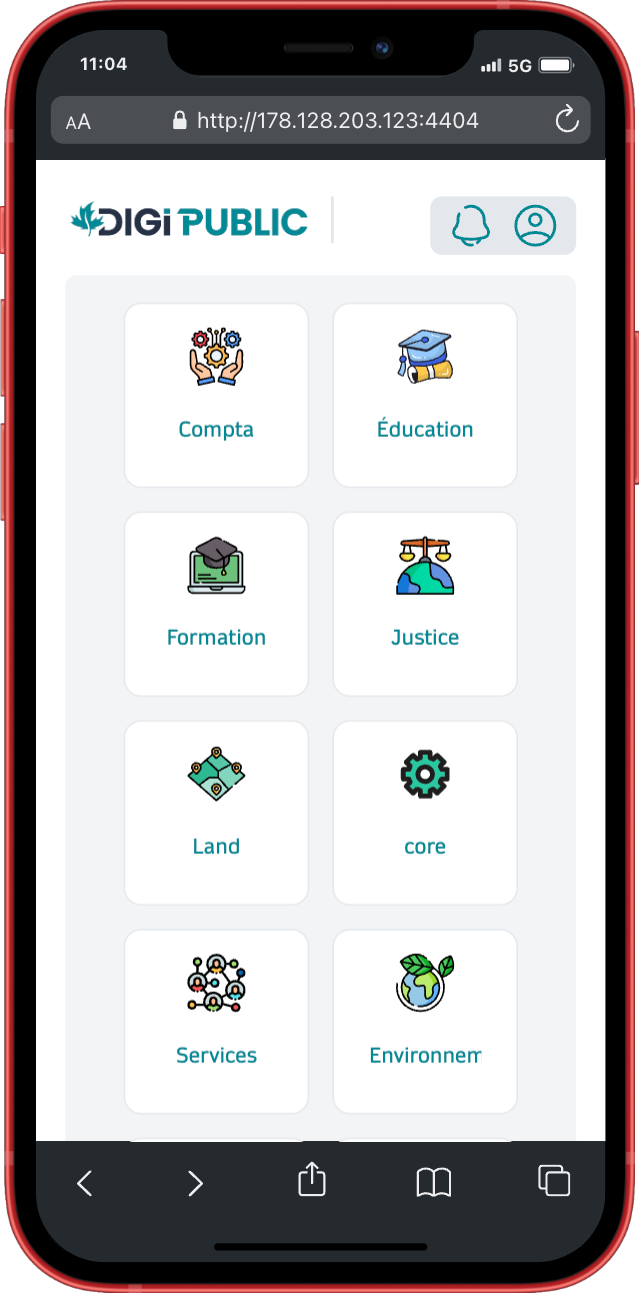 11:04
5G
AA
http://178.128.203.123:4404
DIGI PUBLIC
Compta
Éducation
Formation
Justice
Land
core
Services
Environnem